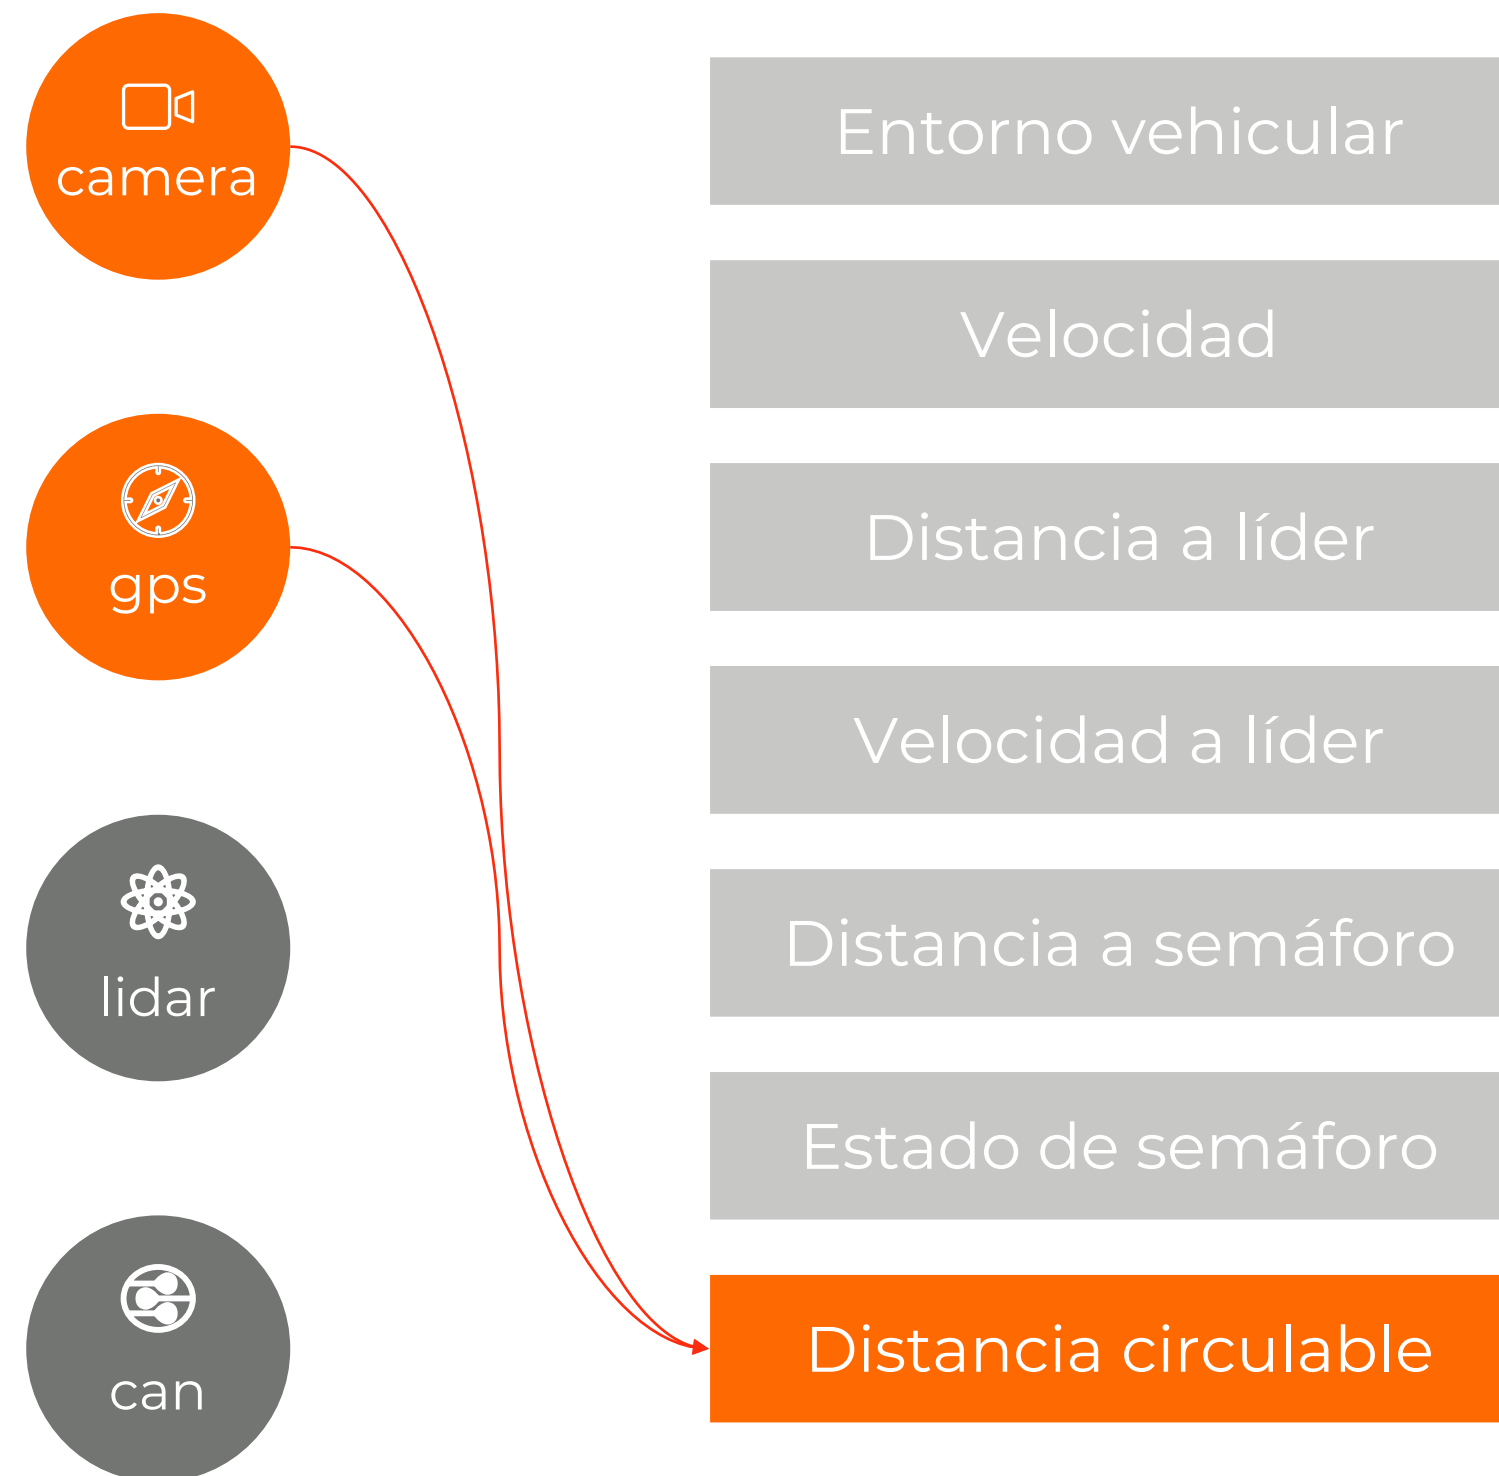 camera
gps
lidar
can
Entorno vehicular
Velocidad
Distancia a líder
Velocidad a líder
Distancia a semáforo
Estado de semáforo
Distancia circulable